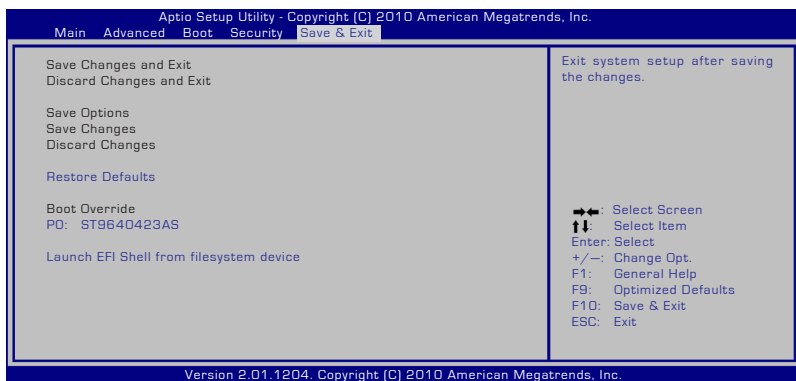 Aptio Setup Utility - Copyright (C) 2010 American Megatrends, Inc.
Main Advanced Boot Security Save & Exit
Save Changes and Exit
Discard Changes and Exit
Save Options
Save Changes
Discard Changes
Restore Defaults
Boot Override
P0: ST9640423AS
Launch EFI Shell from filesystem device
Exit system setup after saving
the changes.
→←: Select Screen
↑↓: Select Item
Enter: Select
+/—: Change Opt.
F1: General Help
F9: Optimized Defaults
F10: Save & Exit
ESC: Exit
Version 2.01.1204. Copyright (C) 2010 American Megatrends, Inc.